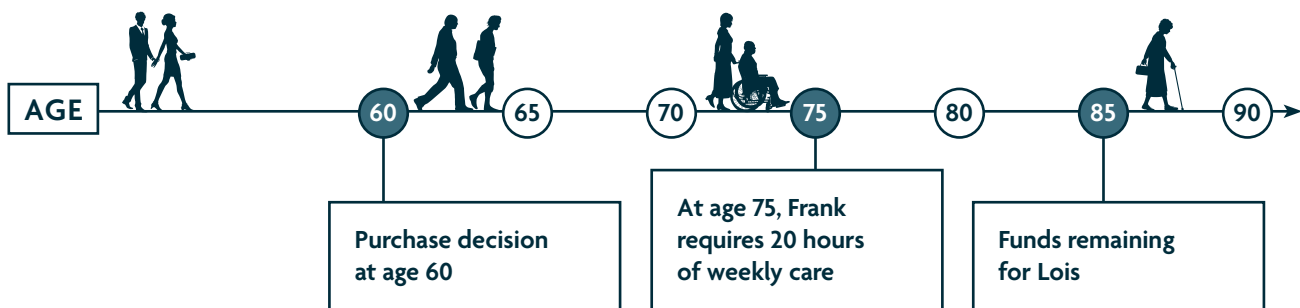 AGE
60
65
70
75
80
85
90
Purchase decision
at age 60
At age 75, Frank
requires 20 hours
of weekly care
Funds remaining
for Lois